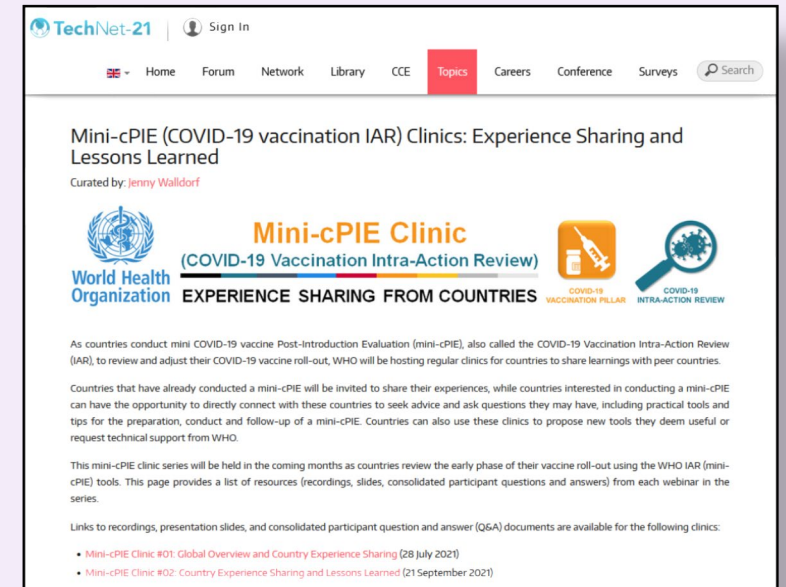 TechNet-21
Sign In
Home Forum Network Library CCE Topics Careers Conference Surveys Search
Mini-cPIE (COVID-19 vaccination IAR) Clinics: Experience Sharing and
Lessons Learned
Curated by: Jenny Walldorf
World Health
Organization
Mini-cPIE Clinic
(COVID-19 Vaccination Intra-Action Review)
EXPERIENCE SHARING FROM COUNTRIES
COVID-19
VACCINATION PILLAR
COVID-19
INTRA-ACTION REVIEW
As countries conduct mini COVID-19 vaccine Post-Introduction Evaluation (mini-cPIE), also called the COVID-19 Vaccination Intra-Action Review
(IAR), to review and adjust their COVID-19 vaccine roll-out, WHO will be hosting regular clinics for countries to share learnings with peer countries.
Countries that have already conducted a mini-cPIE will be invited to share their experiences, while countries interested in conducting a mini-cPIE
can have the opportunity to directly connect with these countries to seek advice and ask questions they may have, including practical tools and
tips for the preparation, conduct and follow-up of a mini-cPIE. Countries can also use these clinics to propose new tools they deem useful or
request technical support from WHO.
This mini-cPIE clinic series will be held in the coming months as countries review the early phase of their vaccine roll-out using the WHO IAR (mini-
cPIE) tools. This page provides a list of resources (recordings, slides, consolidated participant questions and answers) from each webinar in the
series.
Links to recordings, presentation slides, and consolidated participant question and answer (Q&A) documents are available for the following clinics:
• Mini-cPIE Clinic #01: Global Overview and Country Experience Sharing (28 July 2021)
• Mini-cPIE Clinic #02: Country Experience Sharing and Lessons Learned (21 September 2021)